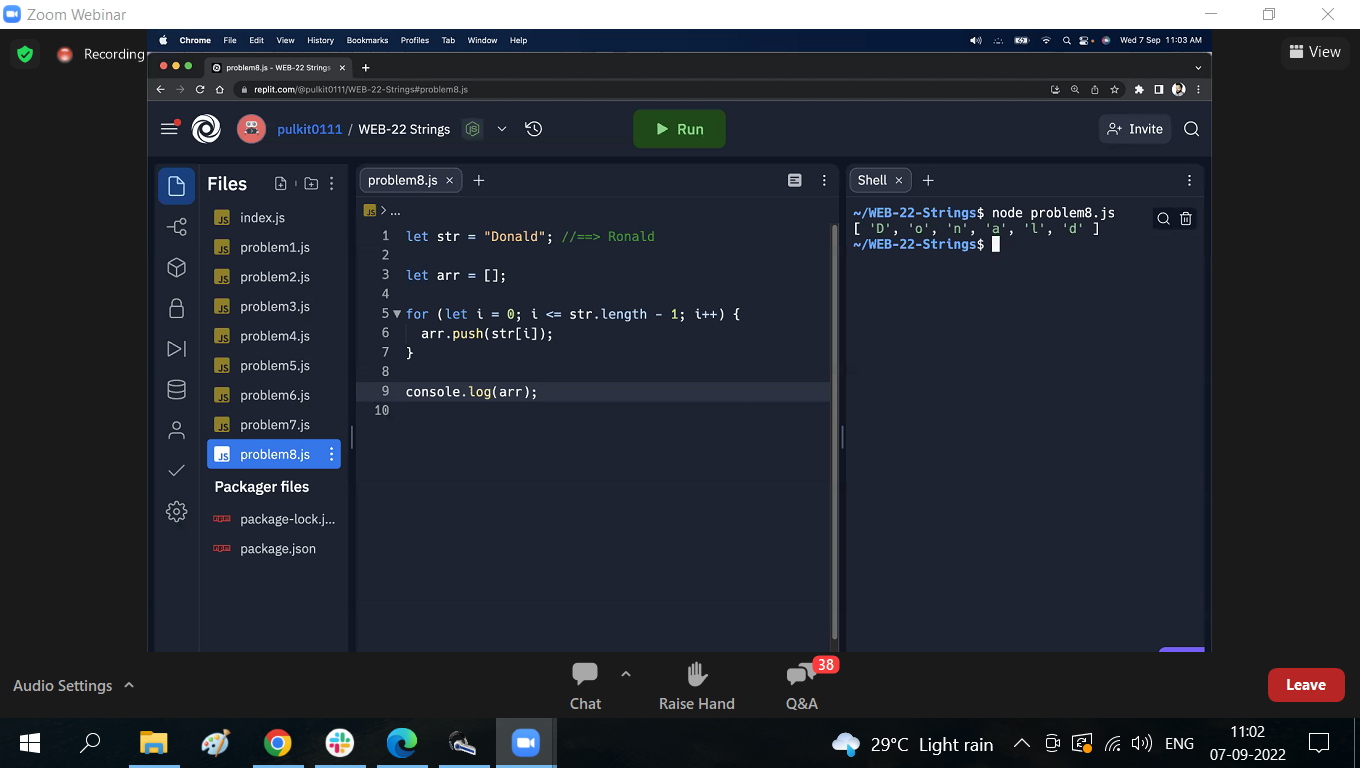 Zoom Webinar
Recording
View
Chrome File Edit View History Bookmarks Profiles Tab Window Help
Wed 7 Sep 11:03 AM
problem8.js - WEB-22 Strings
replit.com/@pulkit0111/WEB-22-Strings#problem8.js
pulkit0111 / WEB-22 Strings
Run
Invite
Files
index.js
problem1.js
problem2.js
problem3.js
problem4.js
problem5.js
problem6.js
problem7.js
problem8.js
Packager files
package-lock.j...
package.json
problem8.js
JS > ...
1 let str = "Donald"; //==> Ronald
2
3 let arr = [];
4
5 for (let i = 0; i <= str.length - 1; i++) {
6 arr.push(str[i]);
7 }
8
9 console.log(arr);
10
Shell
~/WEB-22-Strings$ node problem8.js
[ 'D', 'o', 'n', 'a', 'l', 'd' ]
~/WEB-22-Strings$
Audio Settings
Chat
Raise Hand
38
Q&A
Leave
29°C Light rain
ENG
11:02
07-09-2022